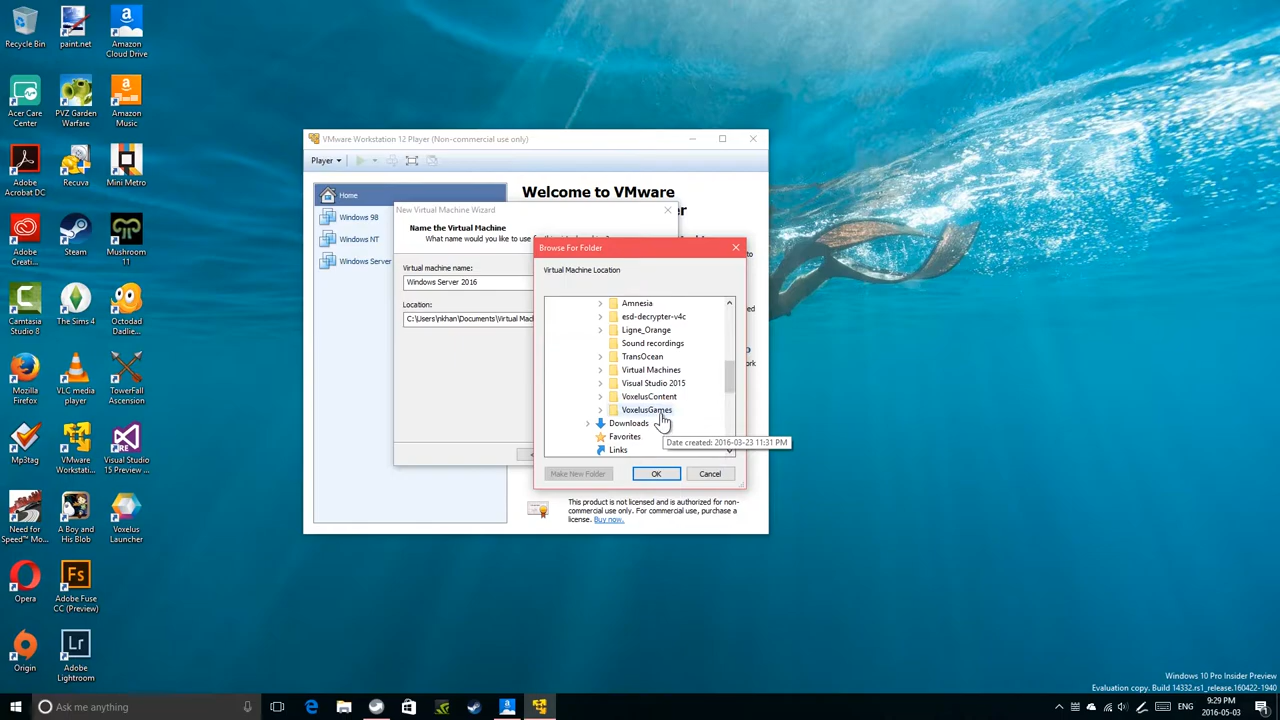 Recycle Bin
paint.net
Amazon
Cloud Drive
Acer Care
Center
PVZ Garden
Warfare
Amazon
Music
Adobe
Acrobat DC
Recuva
Mini Metro
Adobe
Creati...
Steam
Mushroom
11
Camtasia
Studio 8
The Sims 4
Octodad
Dadlie...
Mozilla
Firefox
VLC media
player
TowerFall
Ascension
Mp3tag
VMware
Workstati...
Visual Studio
15 Preview ...
Need for
Speed™ Mo...
A Boy and
His Blob
Voxelus
Launcher
Opera
Adobe Fuse
CC (Preview)
Origin
Adobe
Lightroom
VMware Workstation 12 Player (Non-commercial use only)
Player
Home
Windows 98
Windows NT
Windows Server
Welcome to VMware
New Virtual Machine Wizard
Name the Virtual Machine
What name would you like to use
Virtual machine name:
Windows Server 2016
Location:
C:\Users\nkhan\Documents\Virtual Mac
Browse For Folder
Virtual Machine Location
Amnesia
esd-decrypter-v4c
Ligne_Orange
Sound recordings
TransOcean
Virtual Machines
Visual Studio 2015
VoxelusContent
VoxelusGames
Downloads
Favorites
Links
Date created: 2016-03-23 11:31 PM
Make New Folder
OK
Cancel
This product is not licensed and is authorized for non-
commercial use only. For commercial use, purchase a
license. Buy now.
Windows 10 Pro Insider Preview
Evaluation copy. Build 14332.rs1_release.160422-1940
Ask me anything
9:29 PM
2016-05-03